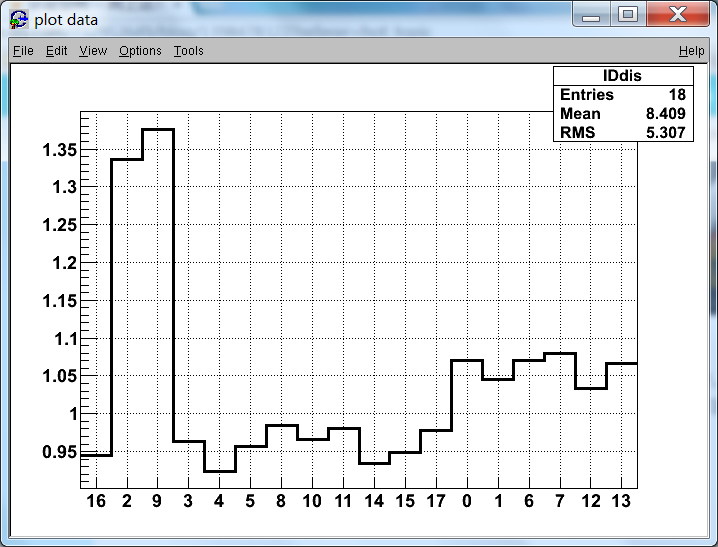 plot data
File Edit View Options Tools Help
IDdis
Entries 18
Mean 8.409
RMS 5.307
1.35
1.3
1.25
1.2
1.15
1.1
1.05
1
0.95
16 2 9 3 4 5 8 10 11 14 15 17 0 1 6 7 12 13